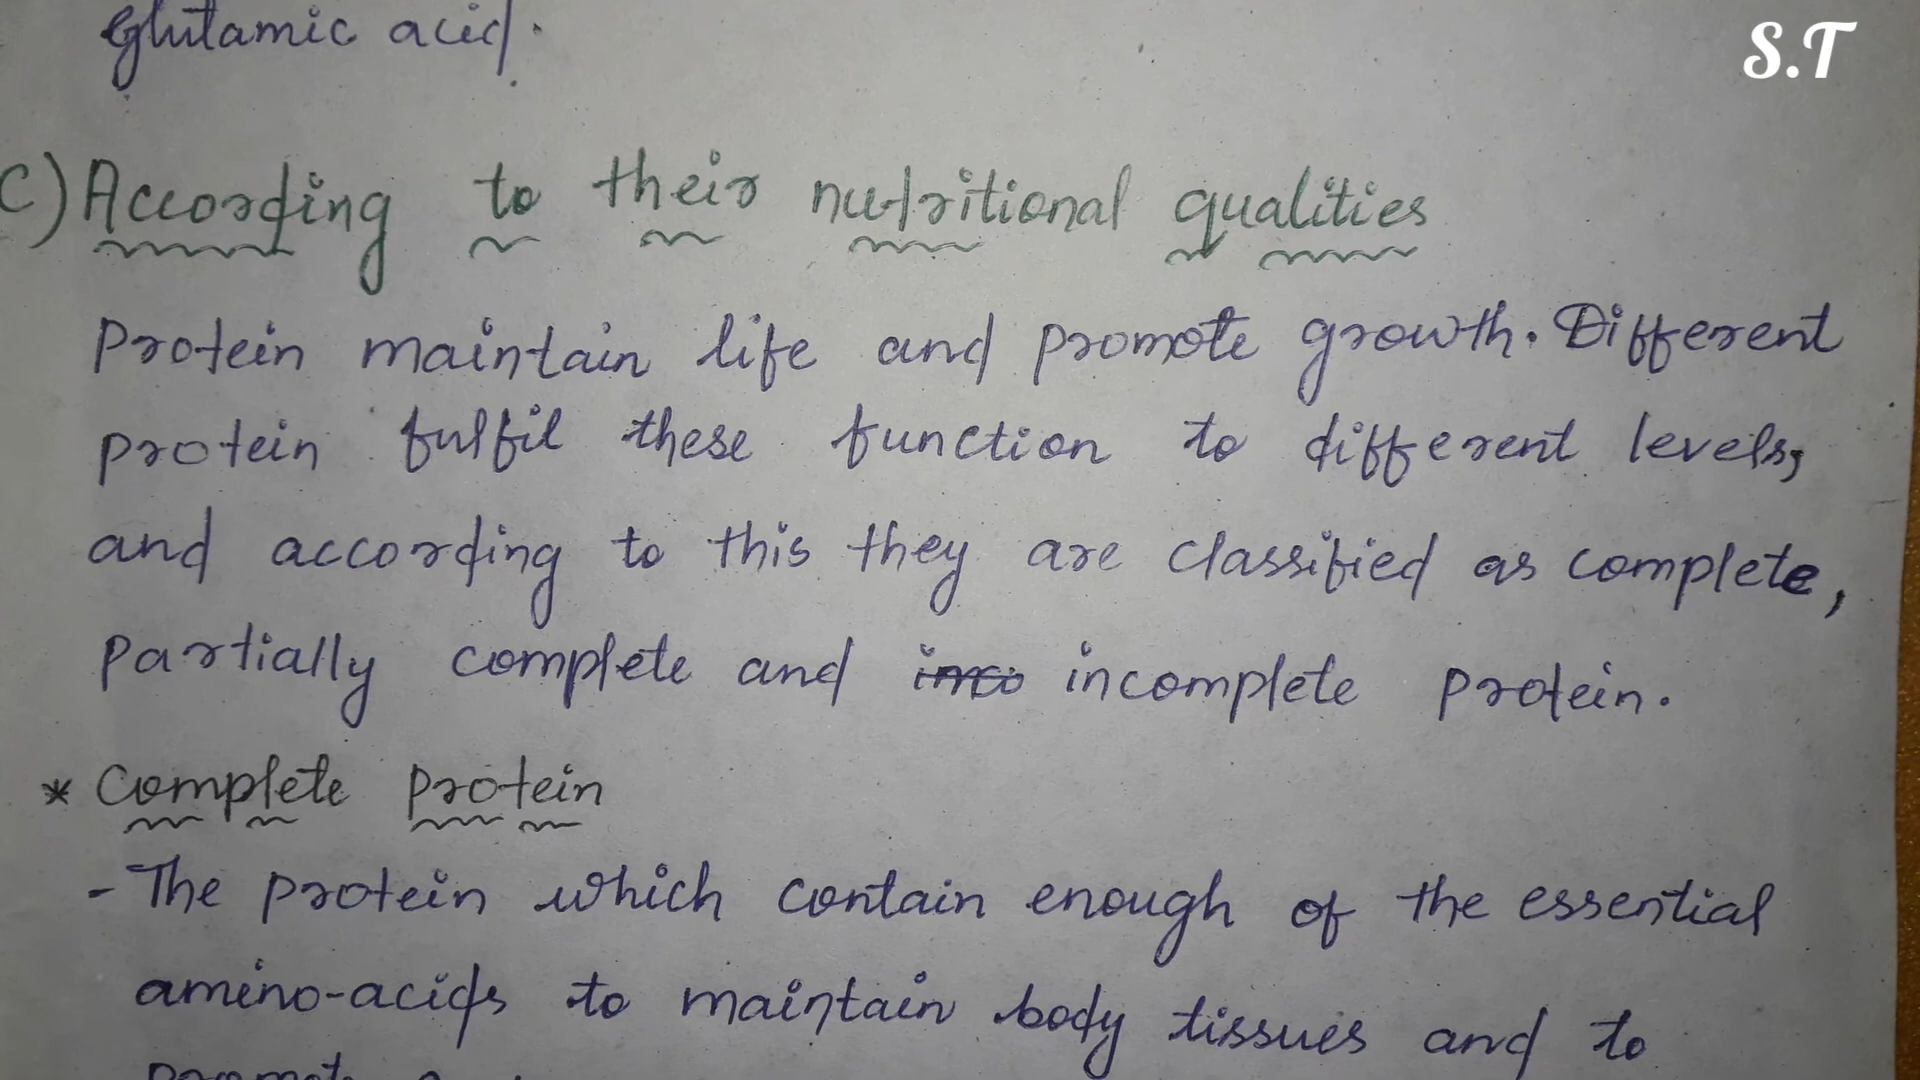 glutamic acid.
S.T
C) According to their nutritional qualities
Protein maintain life and promote growth. Different
protein fulfil these function to different levels,
and according to this they are classified as complete,
Partially complete and inco incomplete protein.
* Complete protein
- The protein which contain enough of the essential
amino-acids to maintain body tissues and to